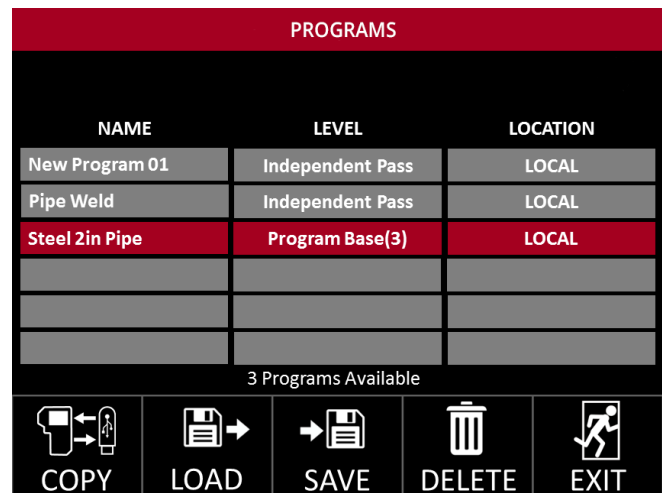 PROGRAMS
NAME LEVEL LOCATION
New Program 01 Independent Pass LOCAL
Pipe Weld Independent Pass LOCAL
Steel 2in Pipe Program Base(3) LOCAL
3 Programs Available
COPY LOAD SAVE DELETE EXIT